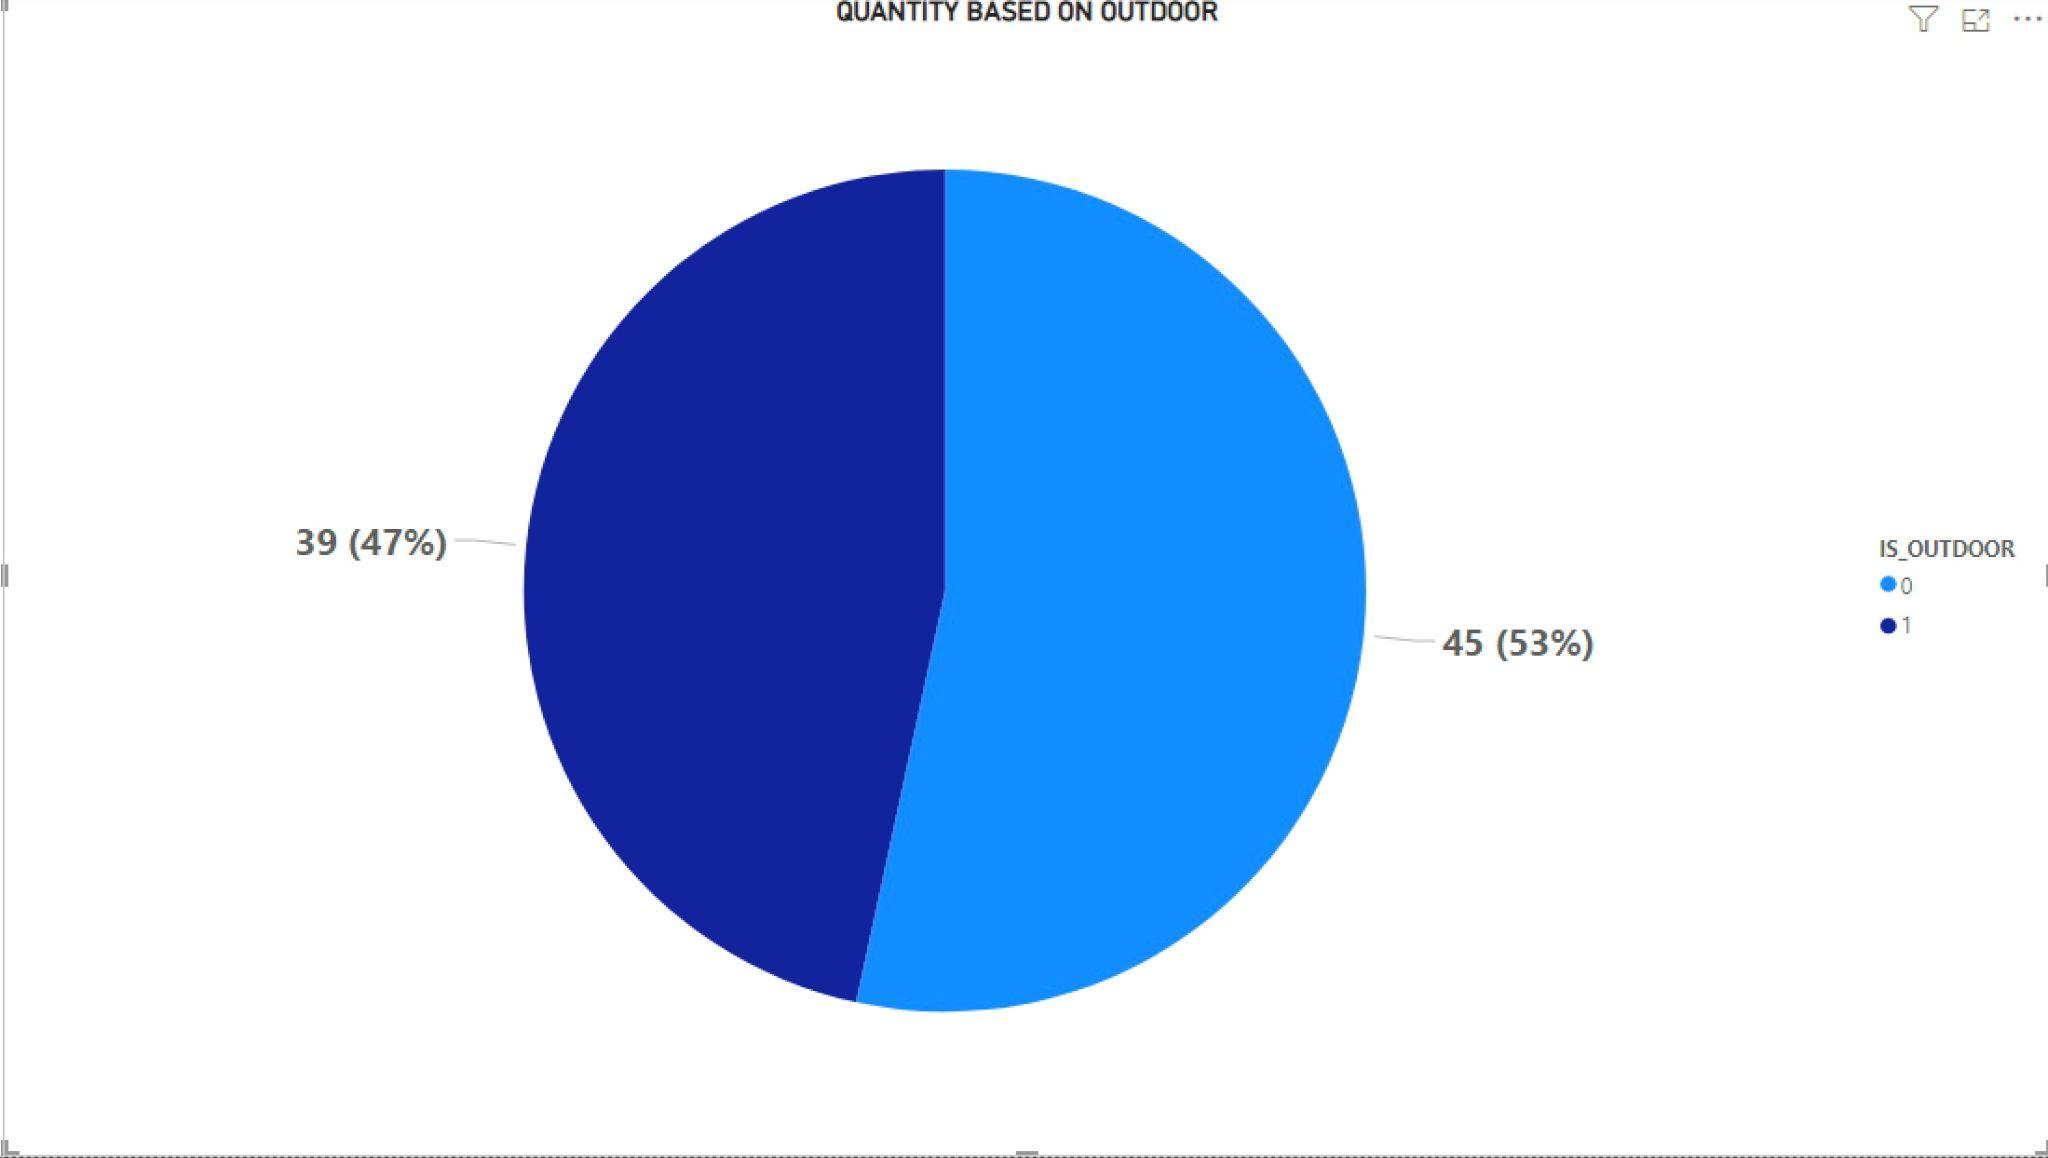 QUANTITY BASED ON OUTDOOR
39 (47%)
45 (53%)
IS_OUTDOOR
0
1